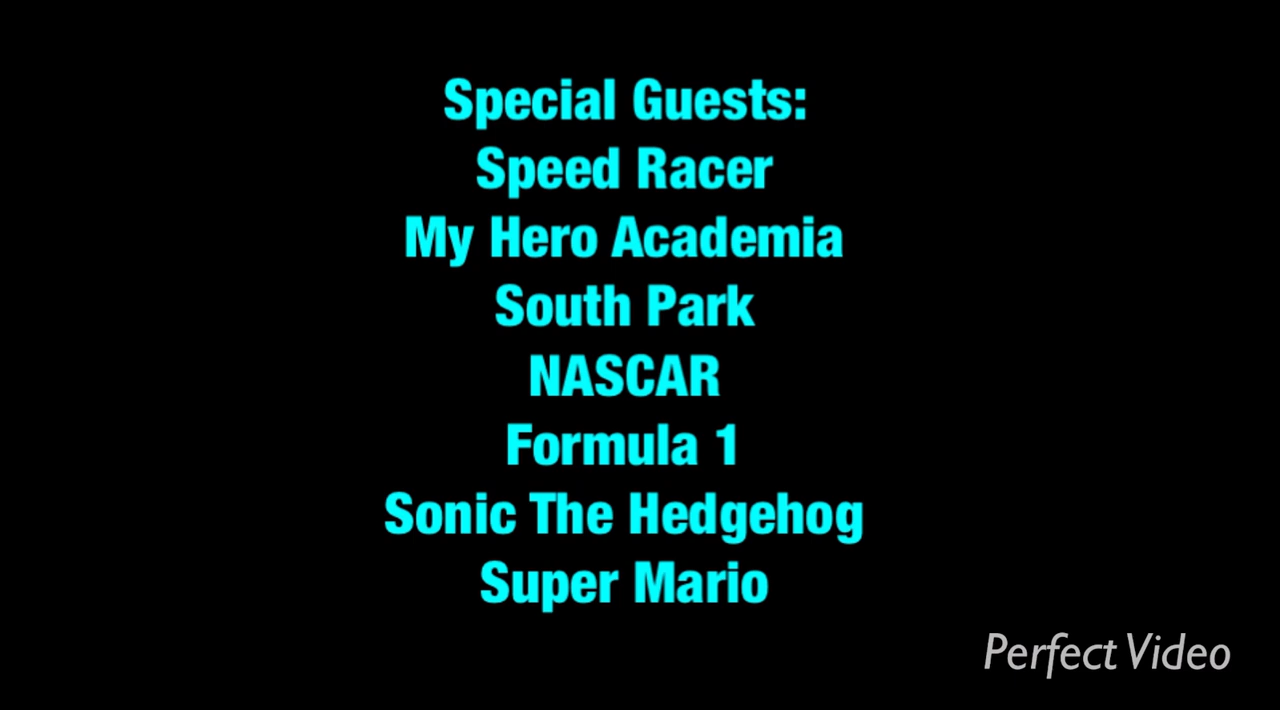 Special Guests:
Speed Racer
My Hero Academia
South Park
NASCAR
Formula 1
Sonic The Hedgehog
Super Mario
Perfect Video